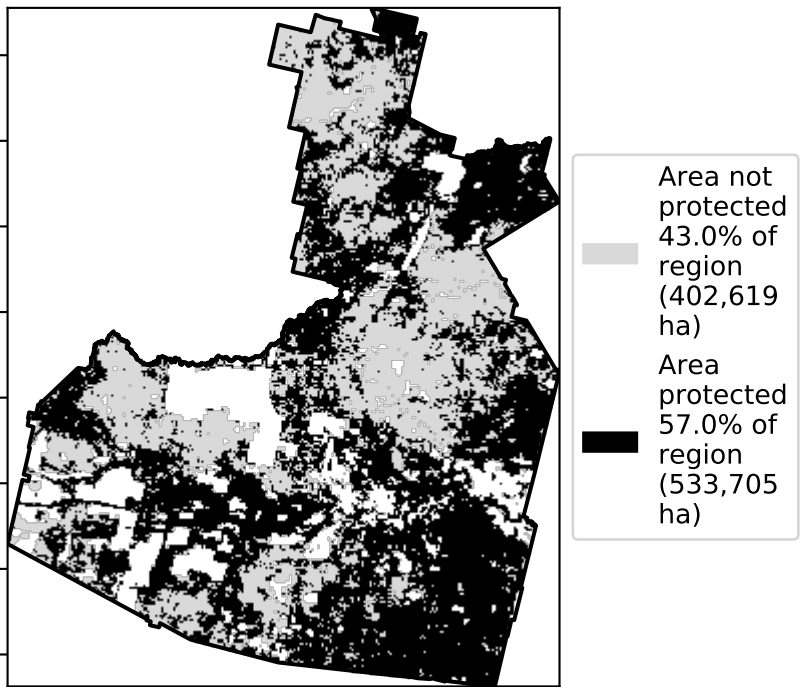 Area not
protected
43.0% of
region
(402,619
ha)
Area
protected
57.0% of
region
(533,705
ha)